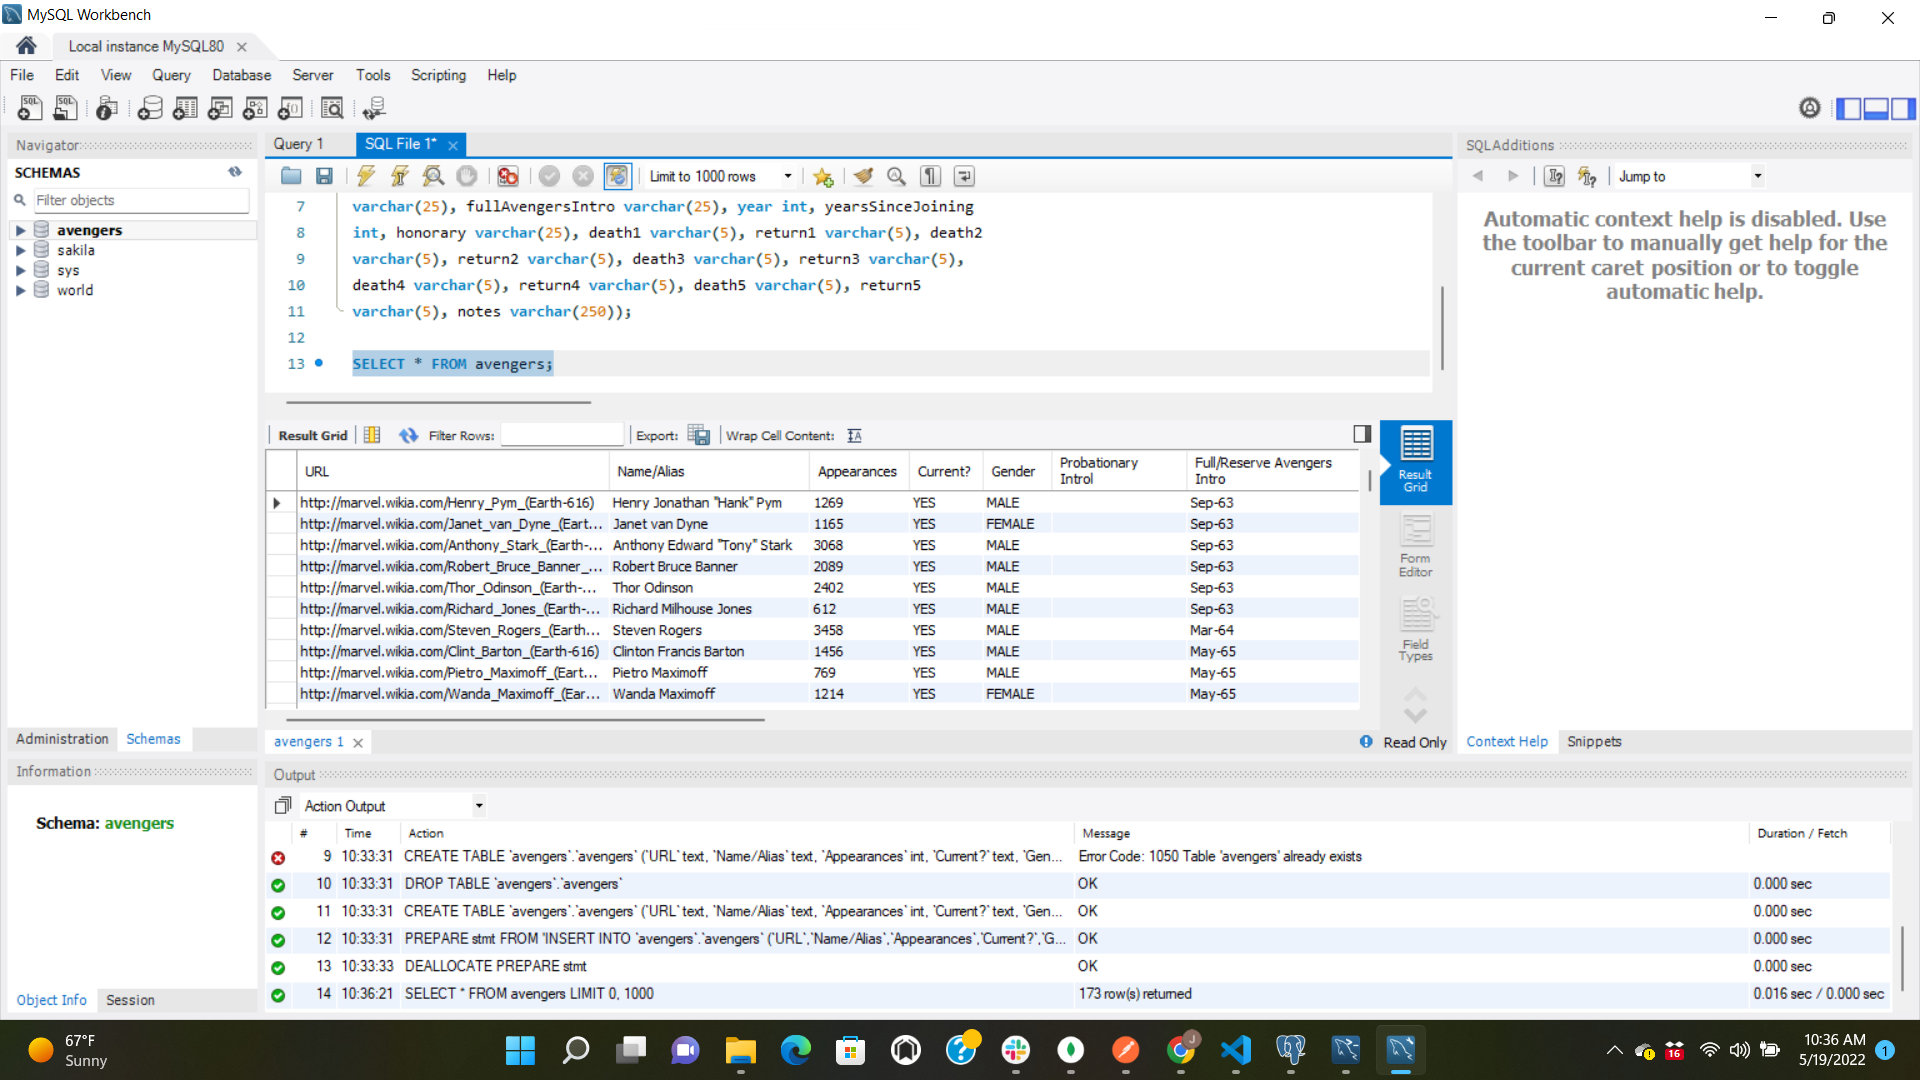 MySQL Workbench
Local instance MySQL80
File Edit View Query Database Server Tools Scripting Help
Navigator
SCHEMAS
Filter objects
avengers
sakila
sys
world
Administration Schemas
Information
Schema: avengers
Object Info Session
Query 1 SQL File 1*
Limit to 1000 rows
7 varchar(25), fullAvengersIntro varchar(25), year int, yearsSinceJoining
8 int, honorary varchar(25), death1 varchar(5), return1 varchar(5), death2
9 varchar(5), return2 varchar(5), death3 varchar(5), return3 varchar(5),
10 death4 varchar(5), return4 varchar(5), death5 varchar(5), return5
11 varchar(5), notes varchar(250));
12
13 SELECT * FROM avengers;
Result Grid Filter Rows: Export: Wrap Cell Content:
URL Name/Alias Appearances Current? Gender Probationary Introl Full/Reserve Avengers Intro
http://marvel.wikia.com/Henry_Pym_(Earth-616) Henry Jonathan "Hank" Pym 1269 YES MALE Sep-63
http://marvel.wikia.com/Janet_van_Dyne_(Eart... Janet van Dyne 1165 YES FEMALE Sep-63
http://marvel.wikia.com/Anthony_Stark_(Earth-... Anthony Edward "Tony" Stark 3068 YES MALE Sep-63
http://marvel.wikia.com/Robert_Bruce_Banner_... Robert Bruce Banner 2089 YES MALE Sep-63
http://marvel.wikia.com/Thor_Odinson_(Earth-... Thor Odinson 2402 YES MALE Sep-63
http://marvel.wikia.com/Richard_Jones_(Earth-... Richard Milhouse Jones 612 YES MALE Sep-63
http://marvel.wikia.com/Steven_Rogers_(Earth... Steven Rogers 3458 YES MALE Mar-64
http://marvel.wikia.com/Clint_Barton_(Earth-616) Clinton Francis Barton 1456 YES MALE May-65
http://marvel.wikia.com/Pietro_Maximoff_(Eart... Pietro Maximoff 769 YES MALE May-65
http://marvel.wikia.com/Wanda_Maximoff_(Ear... Wanda Maximoff 1214 YES FEMALE May-65
Result Grid
Form Editor
Field Types
avengers 1
Read Only
SQLAdditions
Jump to
Automatic context help is disabled. Use
the toolbar to manually get help for the
current caret position or to toggle
automatic help.
Context Help Snippets
Output
Action Output
# Time Action Message Duration / Fetch
9 10:33:31 CREATE TABLE `avengers`.`avengers` (`URL` text, `Name/Alias` text, `Appearances` int, `Current?` text, `Gen... Error Code: 1050 Table 'avengers' already exists
10 10:33:31 DROP TABLE `avengers`.`avengers` OK 0.000 sec
11 10:33:31 CREATE TABLE `avengers`.`avengers` (`URL` text, `Name/Alias` text, `Appearances` int, `Current?` text, `Gen... OK 0.000 sec
12 10:33:31 PREPARE stmt FROM 'INSERT INTO `avengers`.`avengers` (`URL`,`Name/Alias`,`Appearances`,`Current?`,`G... OK 0.000 sec
13 10:33:33 DEALLOCATE PREPARE stmt OK 0.000 sec
14 10:36:21 SELECT * FROM avengers LIMIT 0, 1000 173 row(s) returned 0.016 sec / 0.000 sec
67°F
Sunny
J
16
10:36 AM
5/19/2022
1